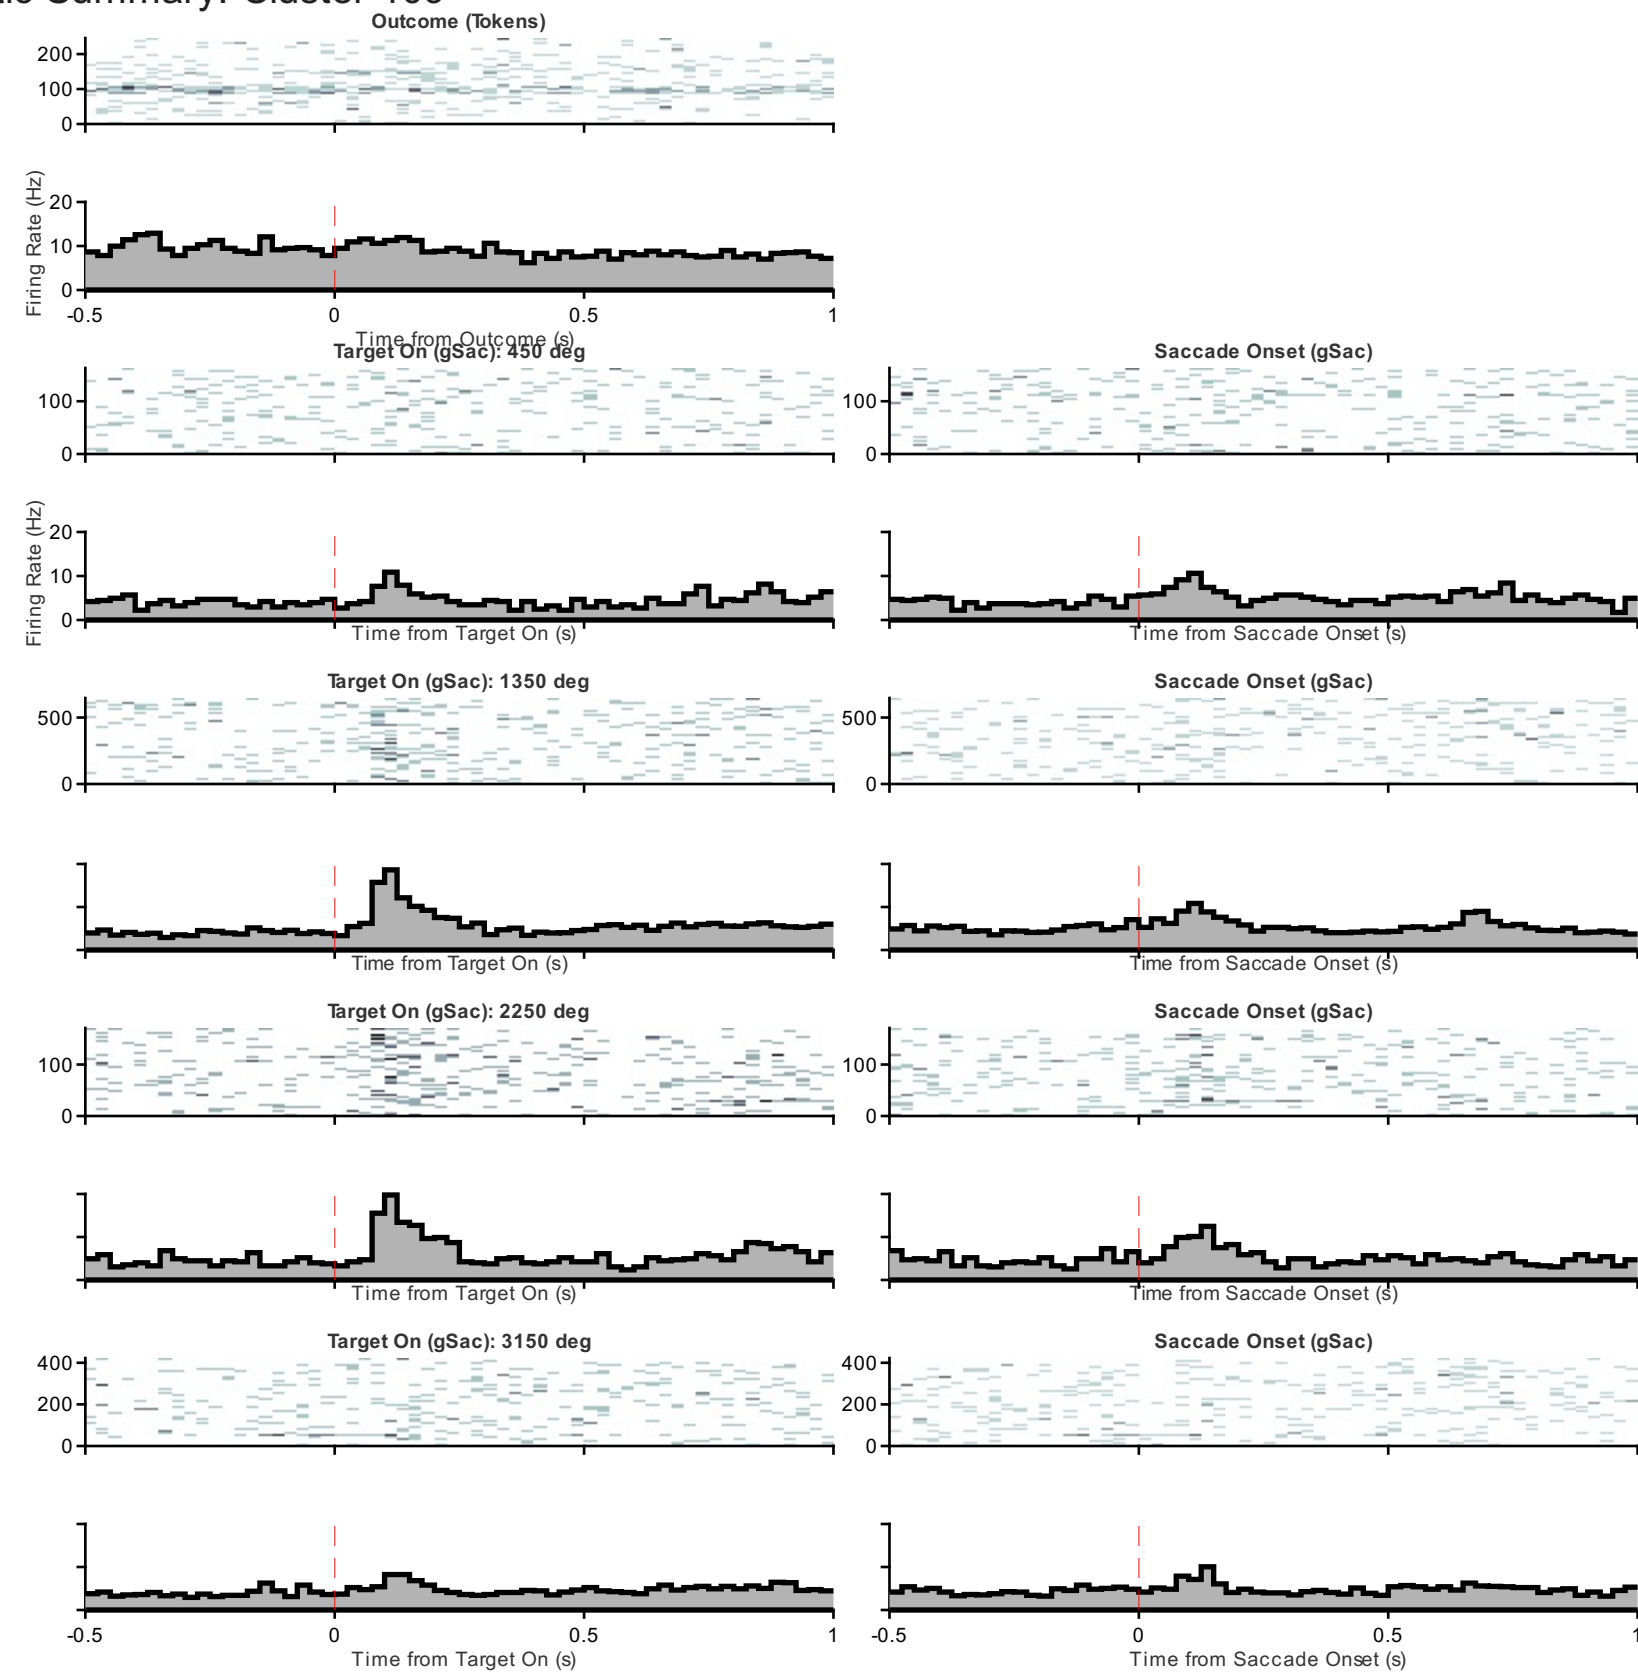 Summary: Cluster
Outcome (Tokens)
200
100
0
Firing Rate (Hz)
20
10
0
-0.5 0 0.5 1
Time from Outcome (s)
Target On (gSac): 450 deg
Saccade Onset (gSac)
100
0
100
0
Firing Rate (Hz)
20
10
0
Time from Target On (s)
Time from Saccade Onset (s)
Target On (gSac): 1350 deg
Saccade Onset (gSac)
500
0
500
0
Time from Target On (s)
Time from Saccade Onset (s)
Target On (gSac): 2250 deg
Saccade Onset (gSac)
100
0
100
0
Time from Target On (s)
Time from Saccade Onset (s)
Target On (gSac): 3150 deg
Saccade Onset (gSac)
400
200
0
400
200
0
-0.5 0 0.5 1
-0.5 0 0.5 1
Time from Target On (s)
Time from Saccade Onset (s)